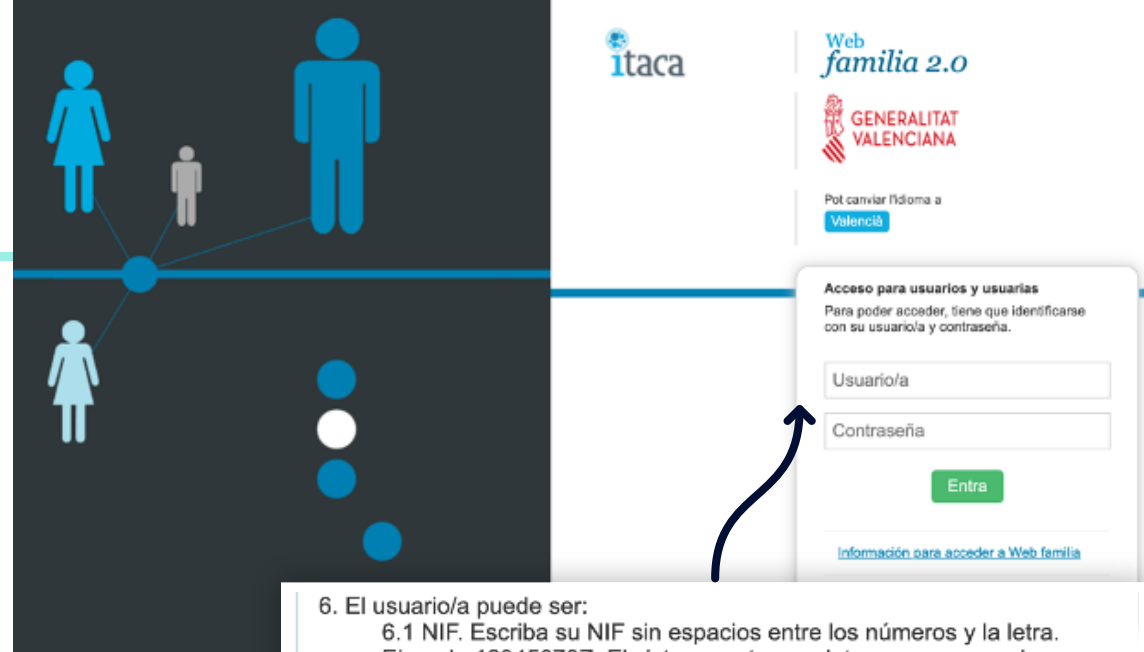 itaca
Web
familia 2.0
GENERALITAT
VALENCIANA
Pot canviar l'idioma a
Valencià
Acceso para usuarios y usuarias
Para poder acceder, tiene que identificarse
con su usuario/a y contraseña.
Usuario/a
Contraseña
Entra
Información para acceder a Web familia
6. El usuario/a puede ser:
6.1 NIF. Escriba su NIF sin espacios entre los números y la letra.